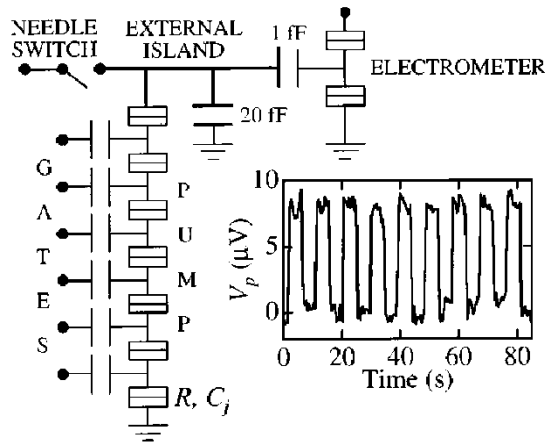 NEEDLE
SWITCH
EXTERNAL
ISLAND
1 fF
ELECTROMETER
20 fF
G
A
T
E
S
P
U
M
P
R, Cj
10
5
0
Vp (μV)
0 20 40 60 80
Time (s)